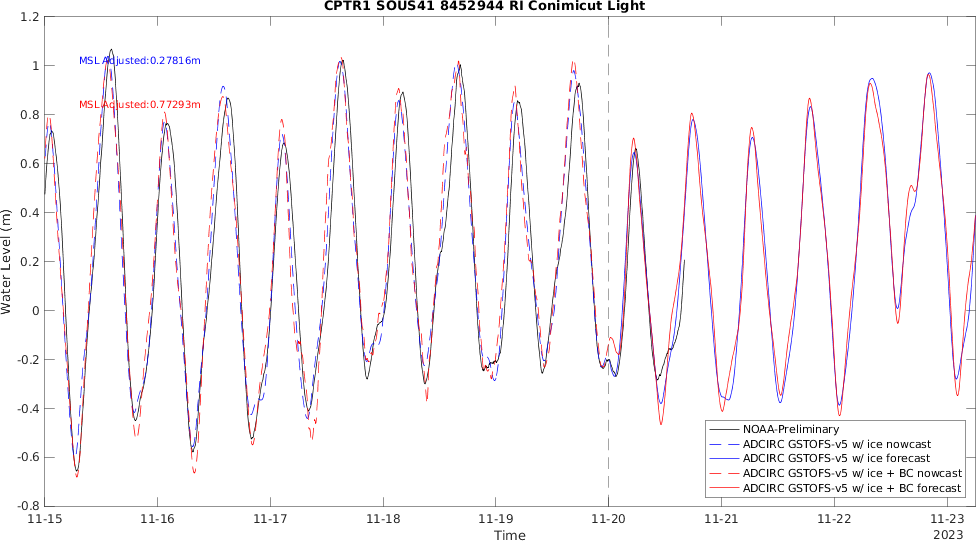 CPTR1 SOUS41 8452944 RI Conimicut Light
1.2
1
0.8
0.6
0.4
0.2
0
-0.2
-0.4
-0.6
-0.8
Water Level (m)
MSL Adjusted:0.27816m
MSL Adjusted:0.77293m
NOAA-Preliminary
ADCIRC GSTOFS-v5 w/ ice nowcast
ADCIRC GSTOFS-v5 w/ ice forecast
ADCIRC GSTOFS-v5 w/ ice + BC nowcast
ADCIRC GSTOFS-v5 w/ ice + BC forecast
11-15 11-16 11-17 11-18 11-19 11-20 11-21 11-22 11-23
Time
2023